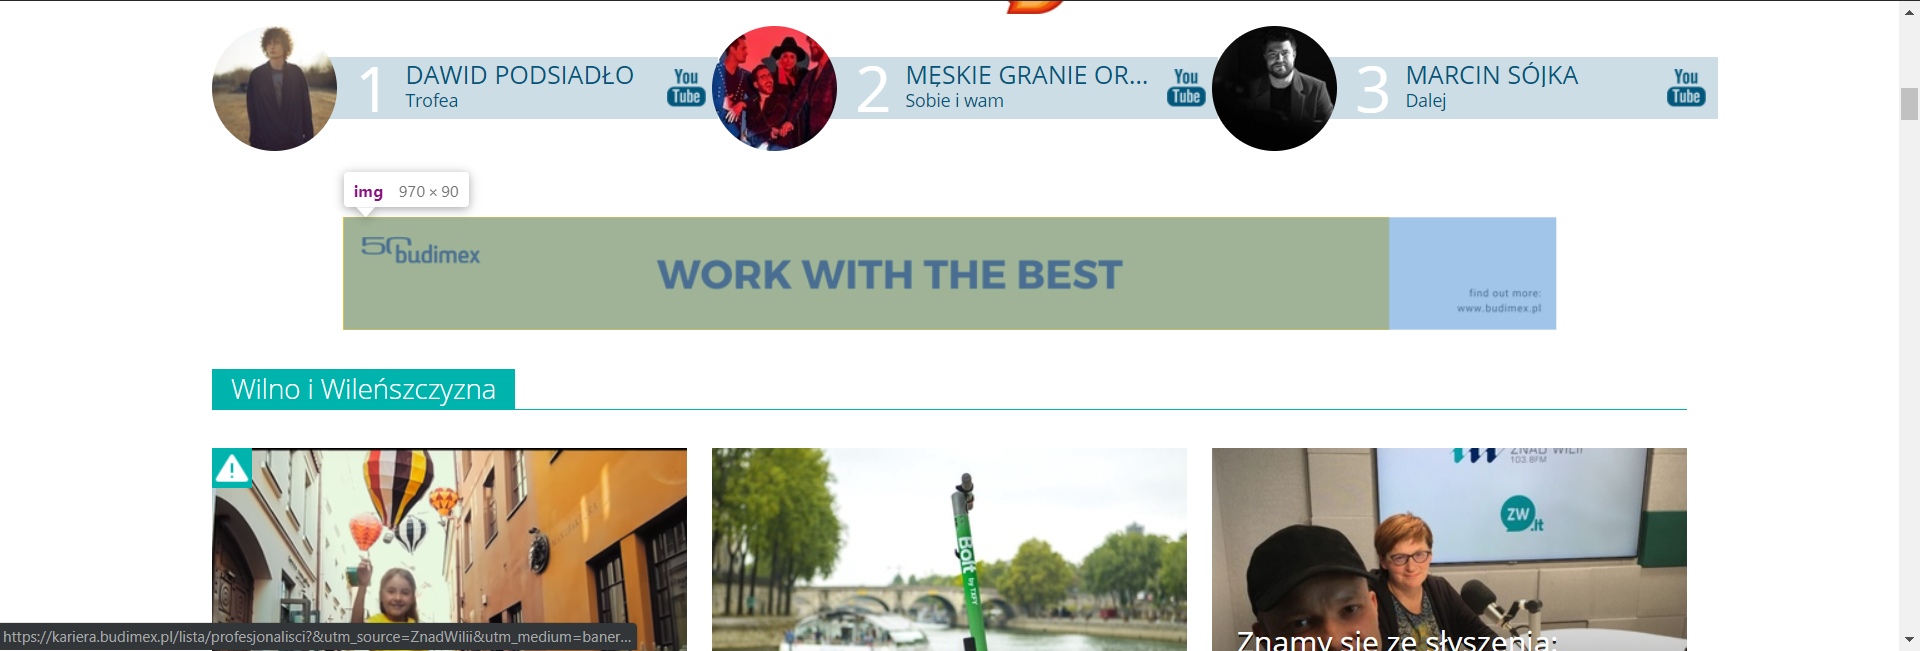 1
DAWID PODSIADŁO
Trofea
You
Tube
2
MĘSKIE GRANIE OR...
Sobie i wam
You
Tube
3
MARCIN SÓJKA
Dalej
You
Tube
img 970 × 90
50
budimex
WORK WITH THE BEST
find out more:
www.budimex.pl
Wilno i Wileńszczyzna
Bolt
by TIER
ZNAD WILII
103.8FM
ZW.lt
Znamy się ze słyszenia:
https://kariera.budimex.pl/lista/profesjonalisci?&utm_source=ZnadWilii&utm_medium=baner...